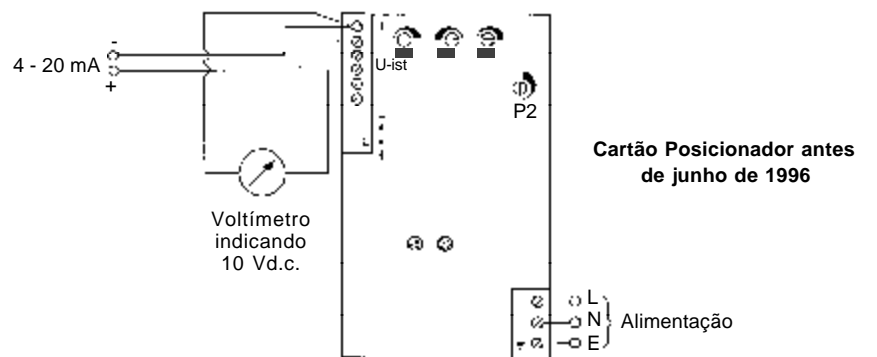 -
4 - 20 mA
+
U-ist
P2
Cartão Posicionador antes
de junho de 1996
Voltímetro
indicando
10 Vd.c.
L
N
E
Alimentação